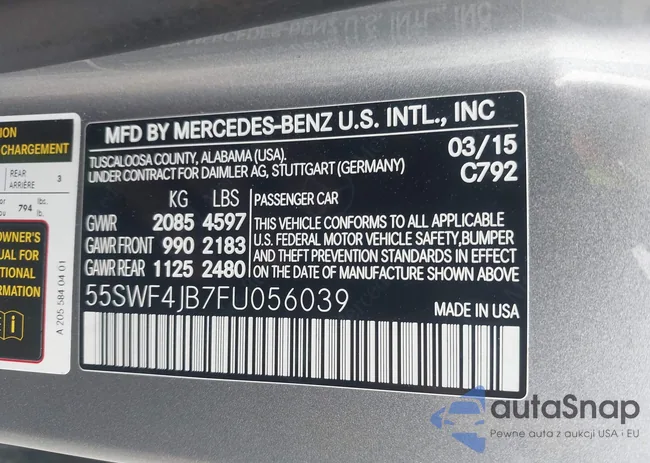 MFD BY MERCEDES-BENZ U.S. INTL., INC
TUSCALOOSA COUNTY, ALABAMA (USA).
UNDER CONTRACT FOR DAIMLER AG, STUTTGART (GERMANY)
03/15
C792
KG LBS
GVWR 2085 4597
GAWR FRONT 990 2183
GAWR REAR 1125 2480
PASSENGER CAR
THIS VEHICLE CONFORMS TO ALL APPLICABLE
U.S. FEDERAL MOTOR VEHICLE SAFETY,BUMPER
AND THEFT PREVENTION STANDARDS IN EFFECT
ON THE DATE OF MANUFACTURE SHOWN ABOVE
55SWF4JB7FU056039
MADE IN USA
CHARGEMENT
REAR
ARRIÈRE
3
794 lb.
OWNER'S
UAL FOR
TIONAL
RMATION
A 205 584 04 01
autaSnap
Pewne auta z aukcji USA i EU